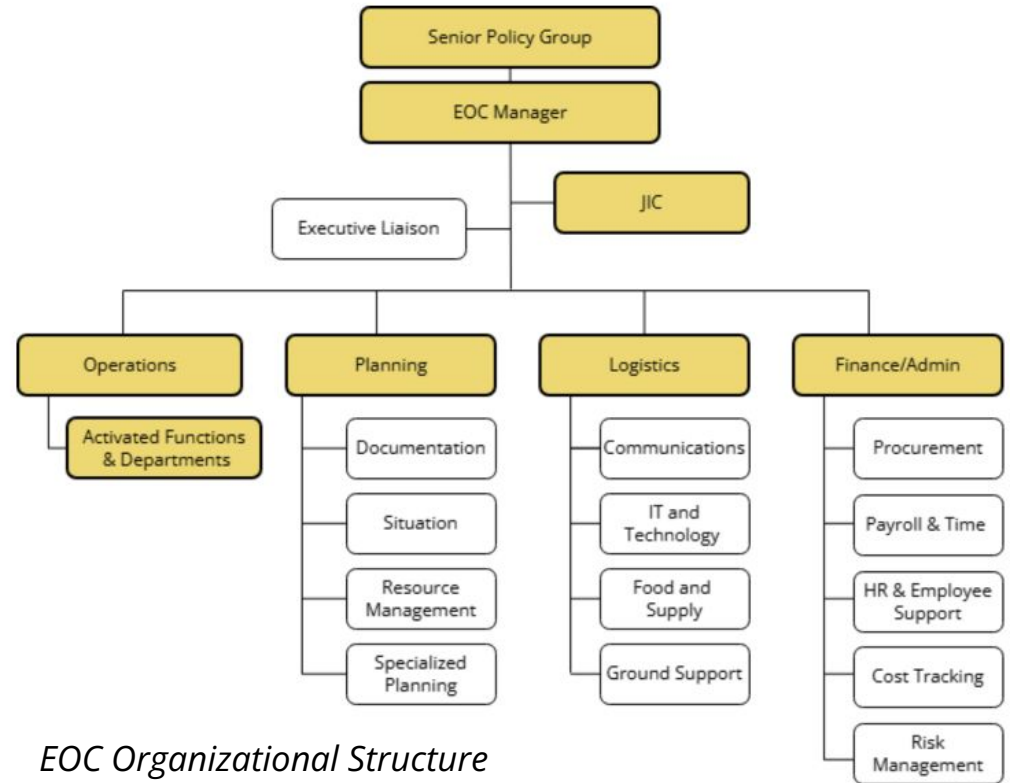 Senior Policy Group
EOC Manager
JIC
Executive Liaison
Operations
Activated Functions
& Departments
Planning
Documentation
Situation
Resource
Management
Specialized
Planning
Logistics
Communications
IT and
Technology
Food and
Supply
Ground Support
Finance/Admin
Procurement
Payroll & Time
HR & Employee
Support
Cost Tracking
Risk
Management
EOC Organizational Structure